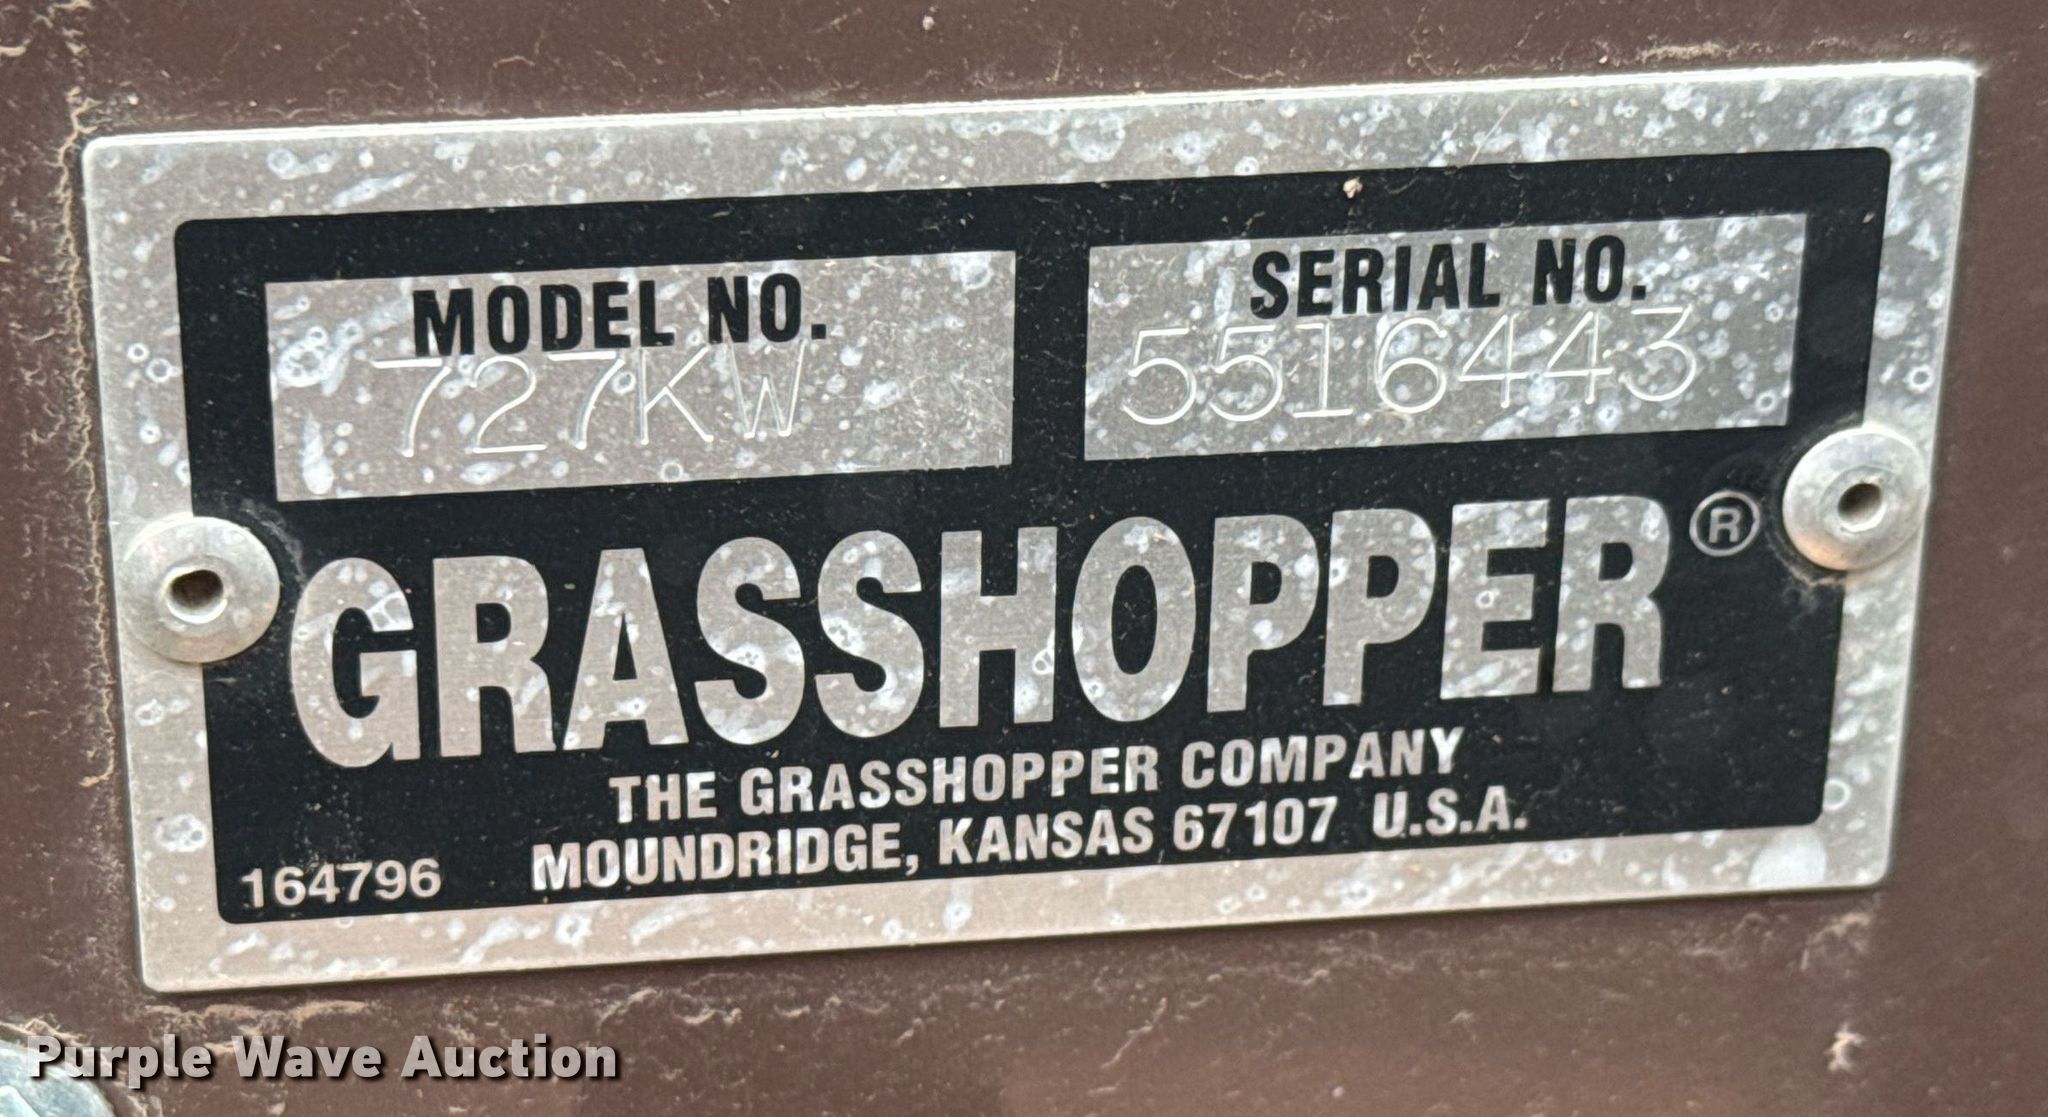 MODEL NO.
727KW
SERIAL NO.
5516443
GRASSHOPPER®
THE GRASSHOPPER COMPANY
MOUNDRIDGE, KANSAS 67107 U.S.A.
164796
Purple Wave Auction